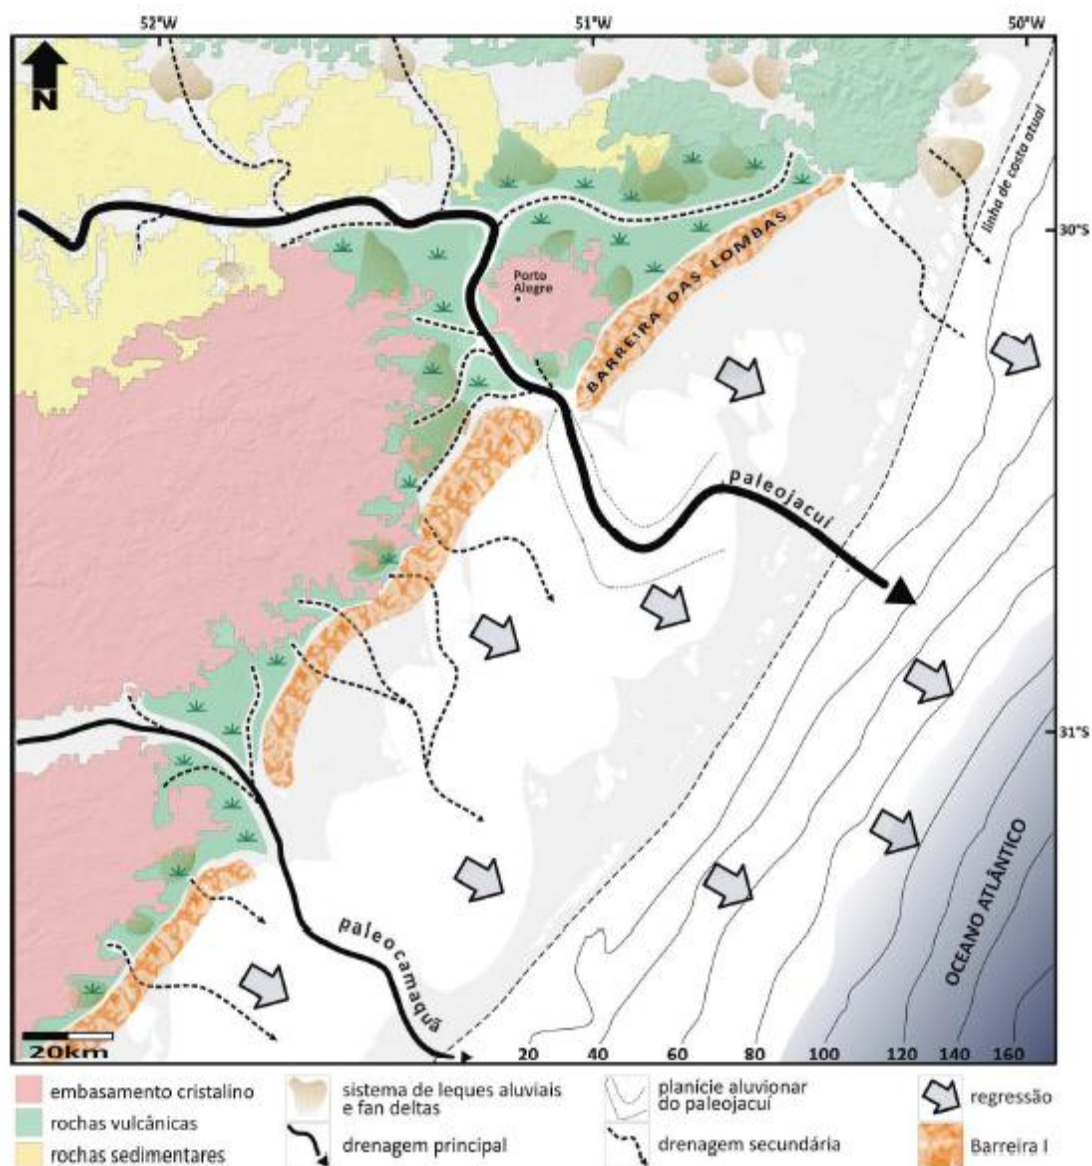 52°W
51°W
50°W
N
linha de costa atual
30°S
Porto
Alegre
BARREIRA DAS LOMBAS
paleojacuí
31°S
OCEANO ATLÂNTICO
paleocamaquã
20km
20 40 60 80 100 120 140 160
embasamento cristalino
rochas vulcânicas
rochas sedimentares
sistema de leques aluviais
e fan deltas
drenagem principal
planície aluvionar
do paleojacuí
drenagem secundária
regressão
Barreira I